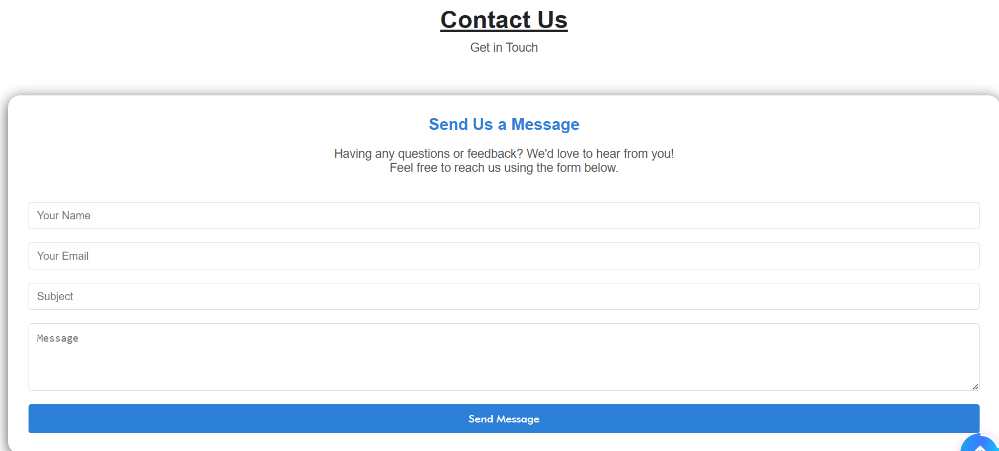 Contact Us
Get in Touch
Send Us a Message
Having any questions or feedback? We'd love to hear from you!
Feel free to reach us using the form below.
Your Name
Your Email
Subject
Message
Send Message